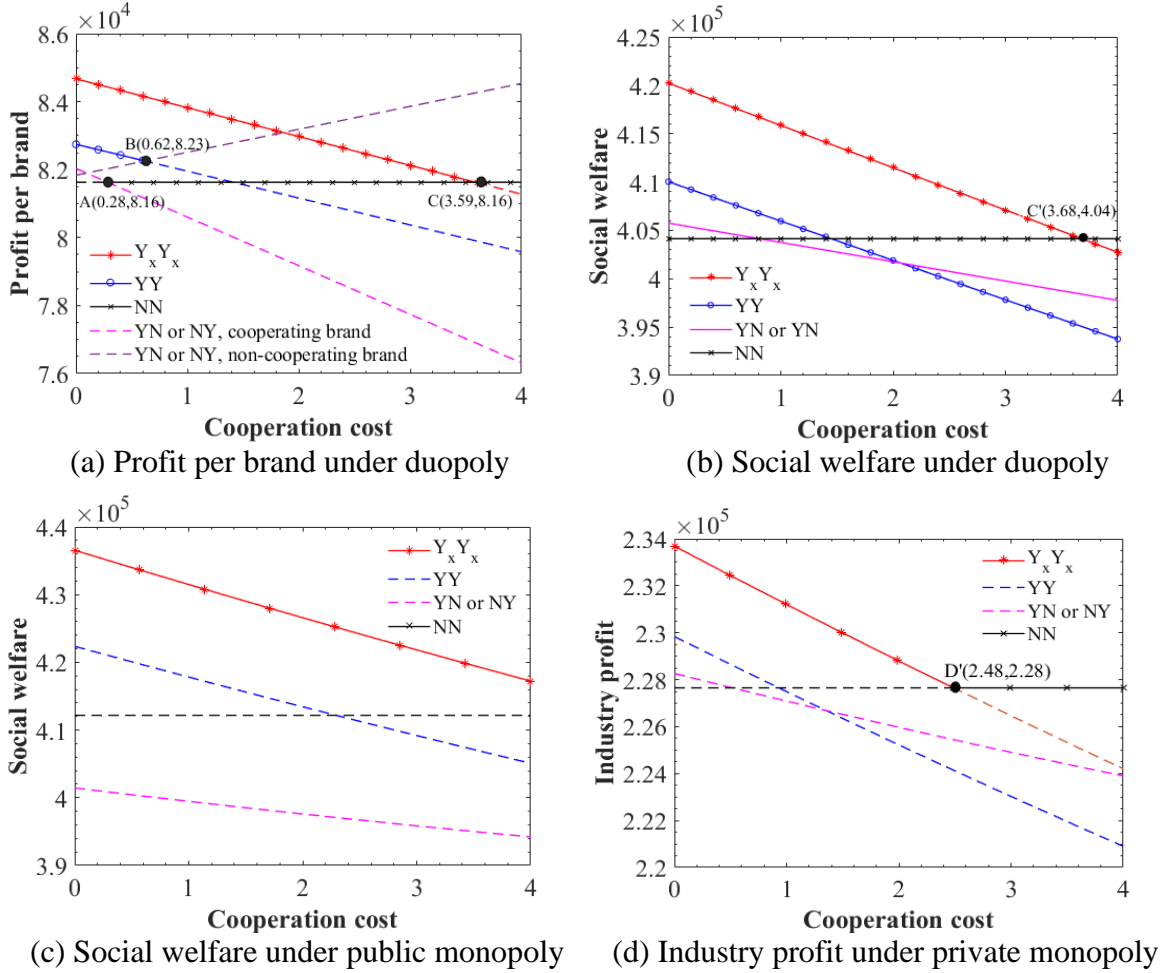 ×10⁴
8.6
8.4
8.2
8
7.8
7.6
Profit per brand
B(0.62,8.23)
A(0.28,8.16)
C(3.59,8.16)
YₓYₓ
YY
NN
YN or NY, cooperating brand
YN or NY, non-cooperating brand
0 1 2 3 4
Cooperation cost
(a) Profit per brand under duopoly
×10⁵
4.25
4.2
4.15
4.1
4.05
4
3.95
3.9
Social welfare
C'(3.68,4.04)
YₓYₓ
YY
YN or YN
NN
0 1 2 3 4
Cooperation cost
(b) Social welfare under duopoly
×10⁵
4.4
4.3
4.2
4.1
4
3.9
Social welfare
YₓYₓ
YY
YN or NY
NN
0 1 2 3 4
Cooperation cost
(c) Social welfare under public monopoly
×10⁵
2.34
2.32
2.3
2.28
2.26
2.24
2.22
2.2
Industry profit
YₓYₓ
YY
YN or NY
NN
D'(2.48,2.28)
0 1 2 3 4
Cooperation cost
(d) Industry profit under private monopoly